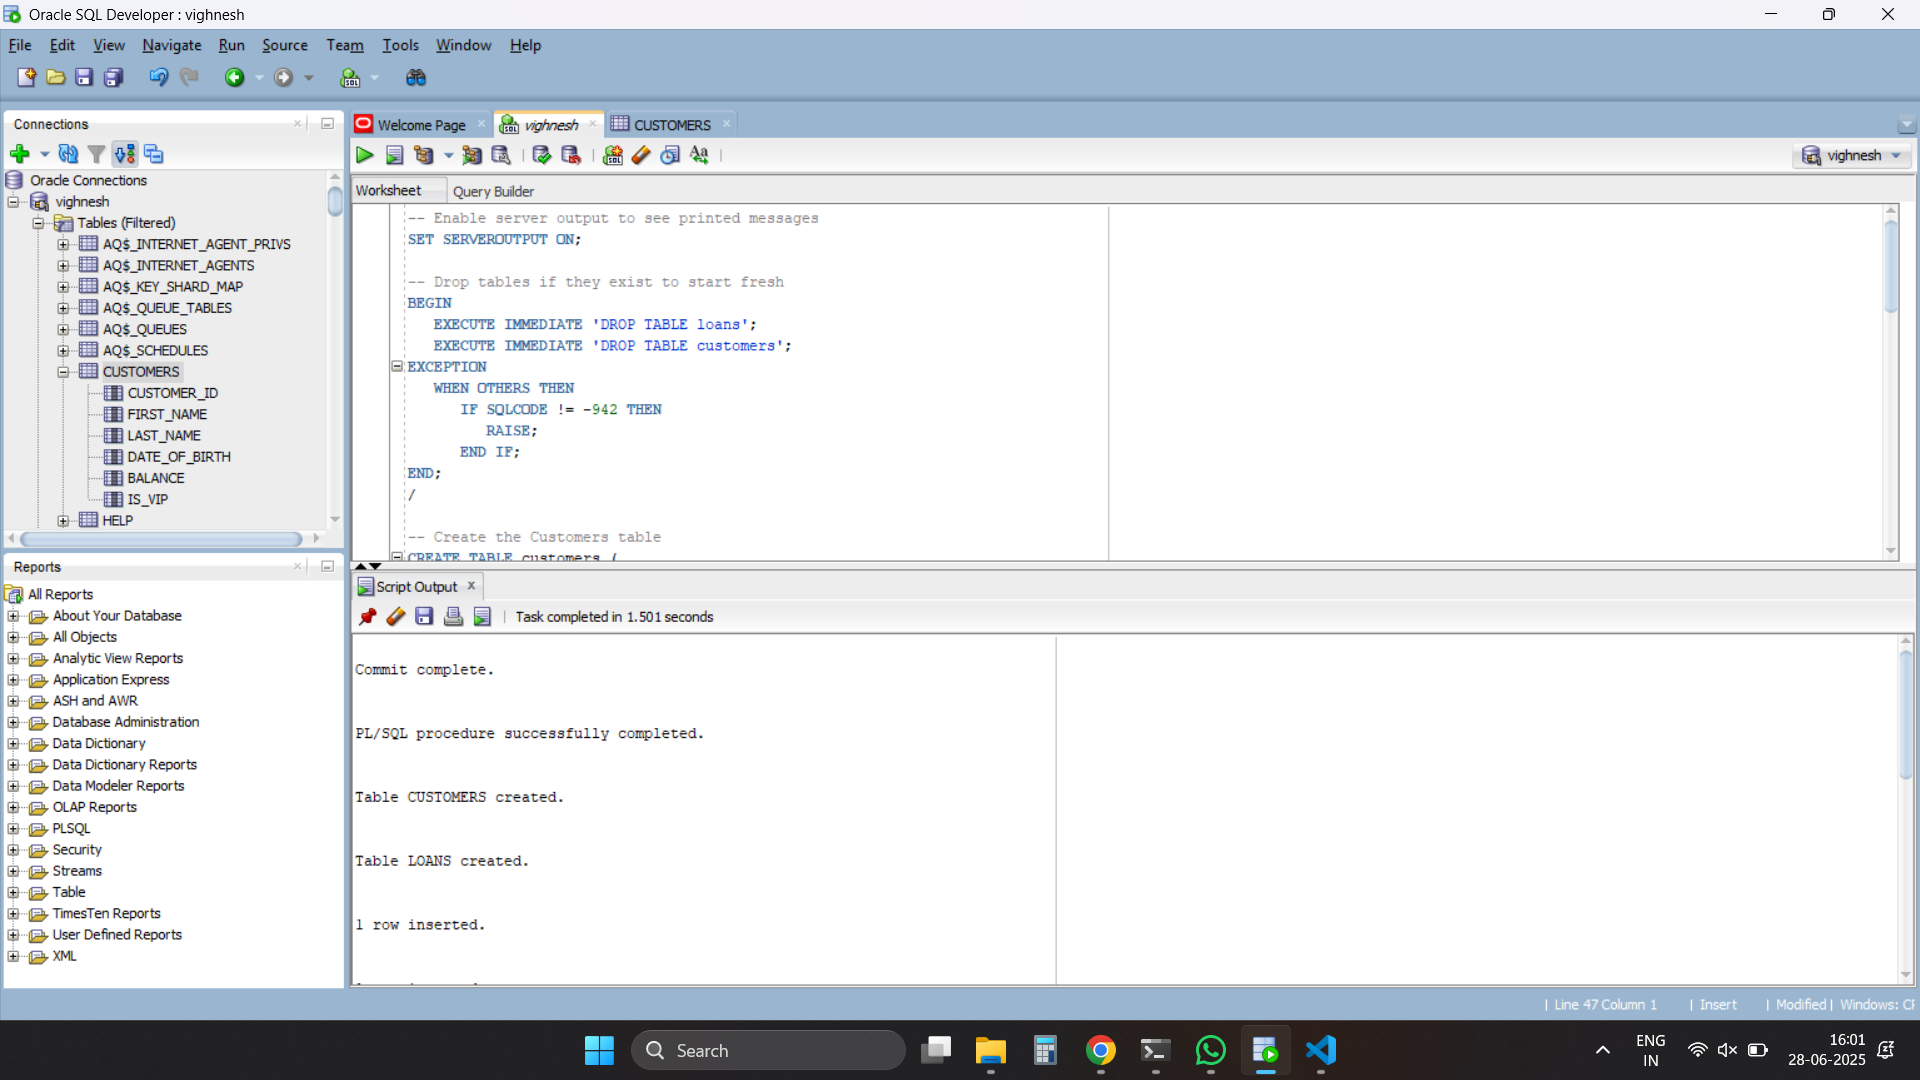 Oracle SQL Developer : vighnesh
File Edit View Navigate Run Source Team Tools Window Help
Connections
Oracle Connections
vighnesh
Tables (Filtered)
AQ$_INTERNET_AGENT_PRIVS
AQ$_INTERNET_AGENTS
AQ$_KEY_SHARD_MAP
AQ$_QUEUE_TABLES
AQ$_QUEUES
AQ$_SCHEDULES
CUSTOMERS
CUSTOMER_ID
FIRST_NAME
LAST_NAME
DATE_OF_BIRTH
BALANCE
IS_VIP
HELP
Reports
All Reports
About Your Database
All Objects
Analytic View Reports
Application Express
ASH and AWR
Database Administration
Data Dictionary
Data Dictionary Reports
Data Modeler Reports
OLAP Reports
PLSQL
Security
Streams
Table
TimesTen Reports
User Defined Reports
XML
Welcome Page vighnesh CUSTOMERS
vighnesh
Worksheet Query Builder
-- Enable server output to see printed messages
SET SERVEROUTPUT ON;
-- Drop tables if they exist to start fresh
BEGIN
EXECUTE IMMEDIATE 'DROP TABLE loans';
EXECUTE IMMEDIATE 'DROP TABLE customers';
EXCEPTION
WHEN OTHERS THEN
IF SQLCODE != -942 THEN
RAISE;
END IF;
END;
/
-- Create the Customers table
CREATE TABLE customers (
Script Output
Task completed in 1.501 seconds
Commit complete.
PL/SQL procedure successfully completed.
Table CUSTOMERS created.
Table LOANS created.
1 row inserted.
| Line 47 Column 1 | Insert | Modified | Windows:
Search
ENG
IN
16:01
28-06-2025